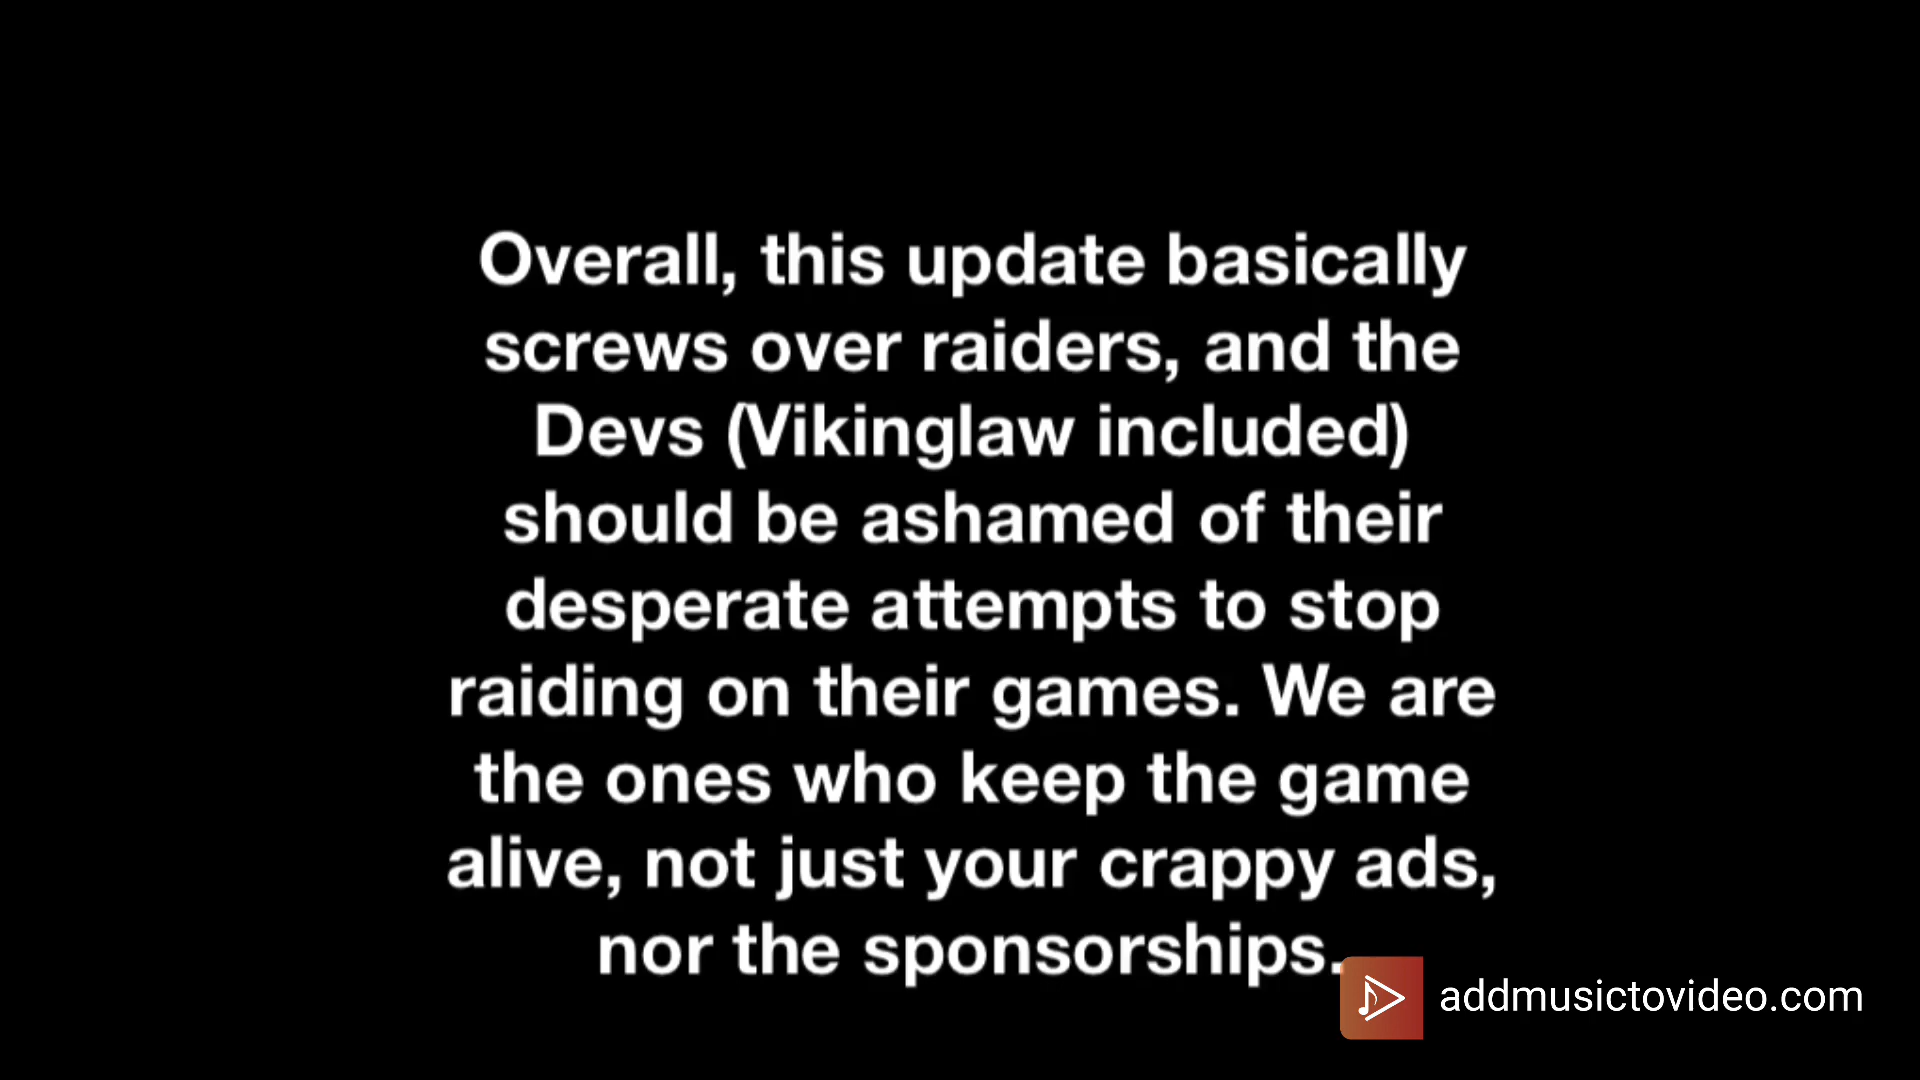 Overall, this update basically
screws over raiders, and the
Devs (Vikinglaw included)
should be ashamed of their
desperate attempts to stop
raiding on their games. We are
the ones who keep the game
alive, not just your crappy ads,
nor the sponsorships.
addmusictovideo.com